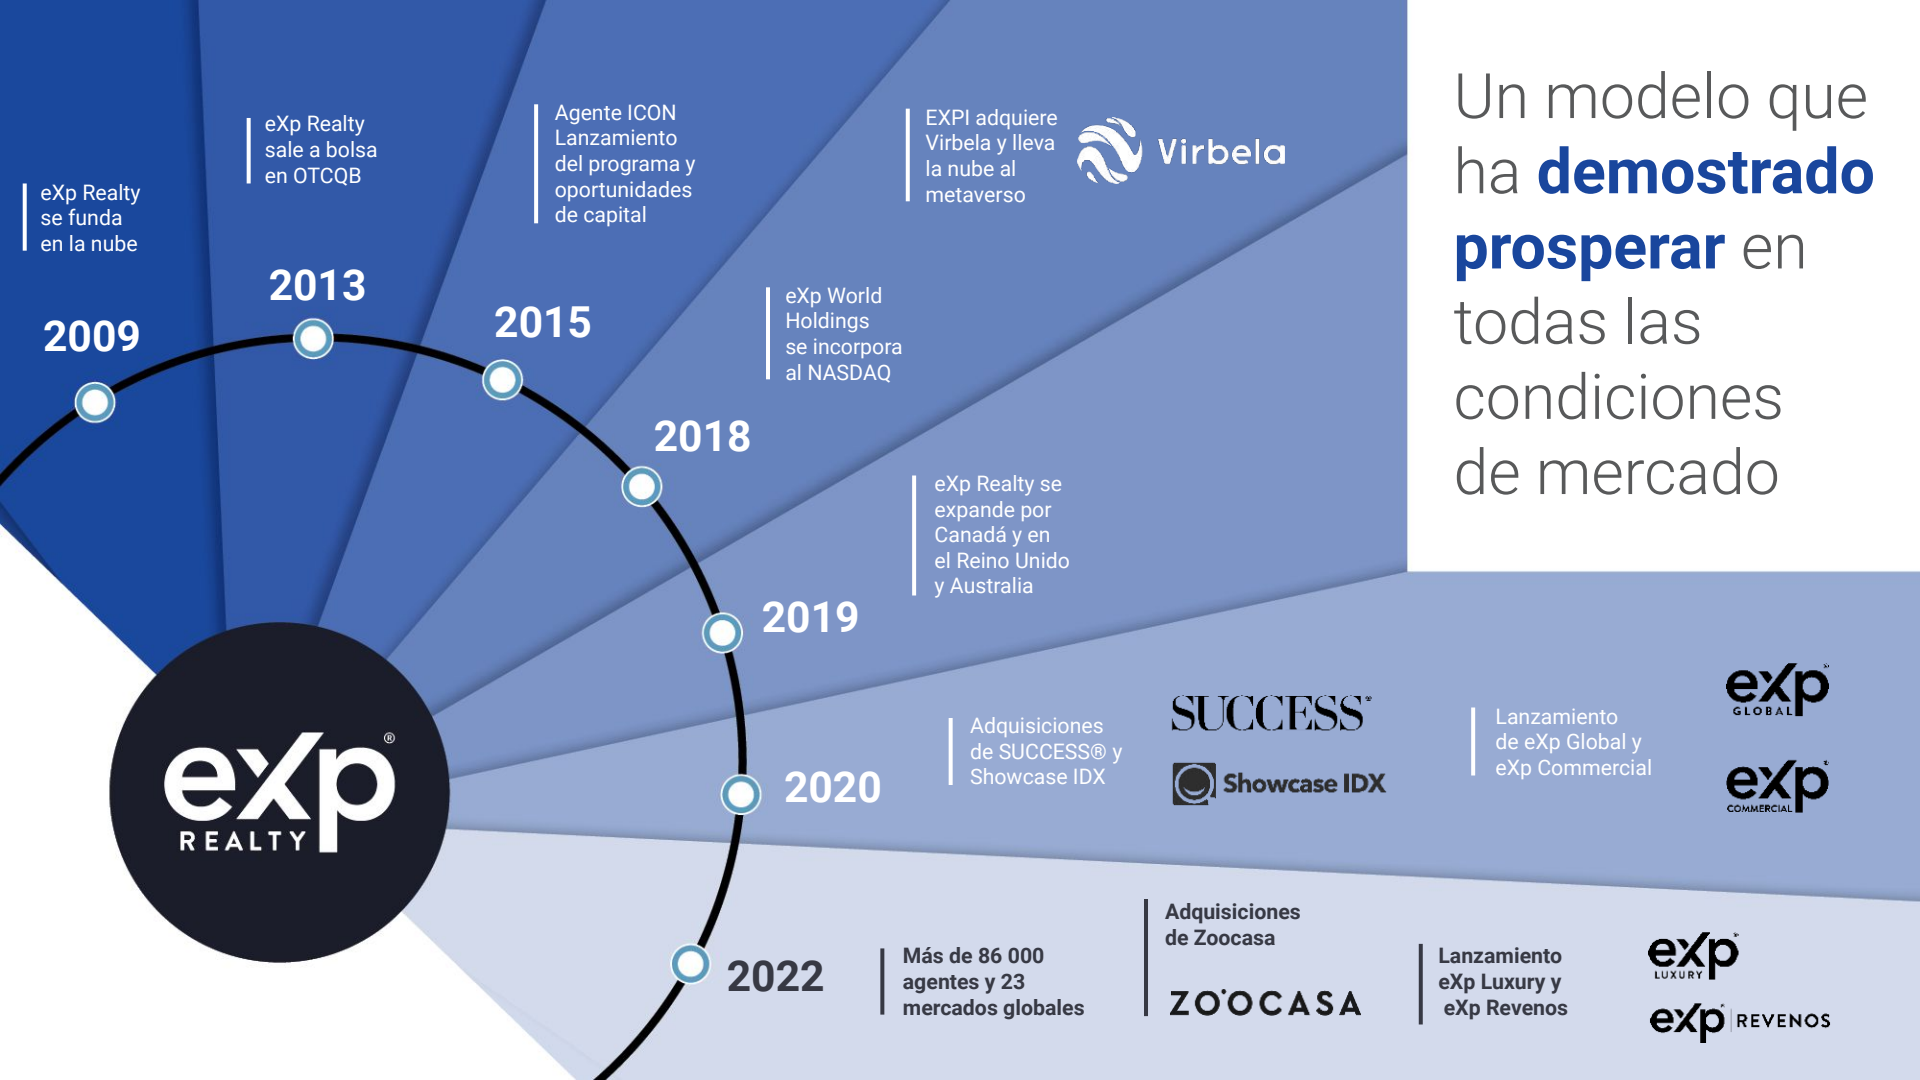 Un modelo que
ha demostrado
prosperar en
todas las
condiciones
de mercado
eXp Realty
se funda
en la nube
2009
eXp Realty
sale a bolsa
en OTCQB
2013
Agente ICON
Lanzamiento
del programa y
oportunidades
de capital
2015
eXp World
Holdings
se incorpora
al NASDAQ
2018
EXPI adquiere
Virbela y lleva
la nube al
metaverso
Virbela
eXp Realty se
expande por
Canadá y en
el Reino Unido
y Australia
2019
Adquisiciones
de SUCCESS® y
Showcase IDX
SUCCESS®
Showcase IDX
2020
Lanzamiento
de eXp Global y
eXp Commercial
eXp®
GLOBAL
eXp®
COMMERCIAL
2022
Más de 86 000
agentes y 23
mercados globales
Adquisiciones
de Zoocasa
ZOOCASA
Lanzamiento
eXp Luxury y
eXp Revenos
eXp
LUXURY
eXp REVENOS
eXp®
REALTY